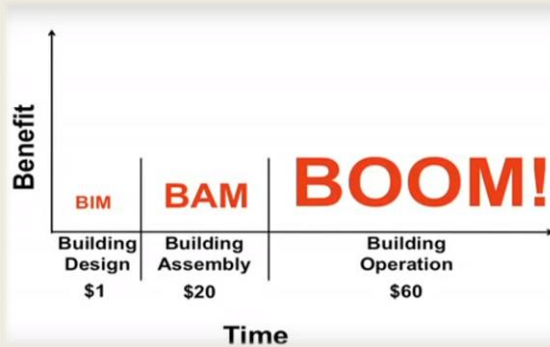 Benefit
BIM
BAM
BOOM!
Building Design
$1
Building Assembly
$20
Building Operation
$60
Time